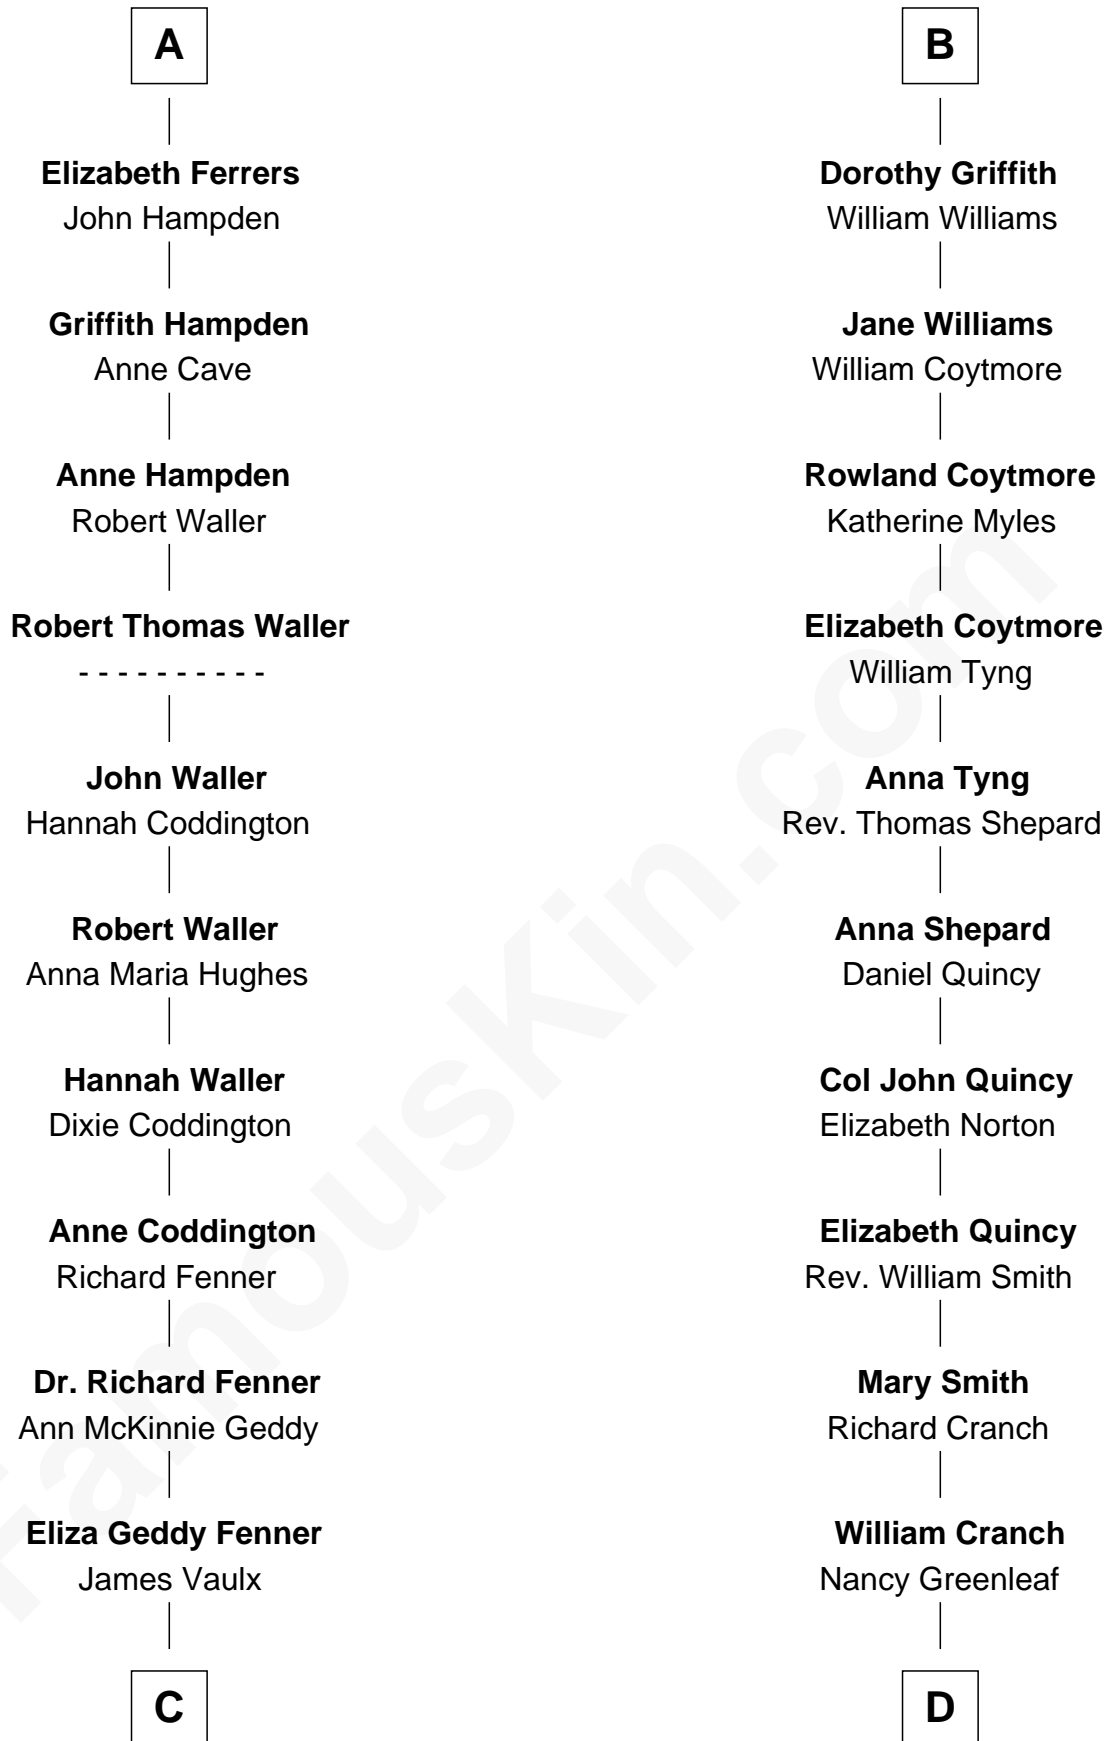 A
Elizabeth Ferrers
John Hampden
Griffith Hampden
Anne Cave
Anne Hampden
Robert Waller
Robert Thomas Waller
- - - - - - - - - -
John Waller
Hannah Coddington
Robert Waller
Anna Maria Hughes
Hannah Waller
Dixie Coddington
Anne Coddington
Richard Fenner
Dr. Richard Fenner
Ann McKinnie Geddy
Eliza Geddy Fenner
James Vaulx
C
B
Dorothy Griffith
William Williams
Jane Williams
William Coytmore
Rowland Coytmore
Katherine Myles
Elizabeth Coytmore
William Tyng
Anna Tyng
Rev. Thomas Shepard
Anna Shepard
Daniel Quincy
Col John Quincy
Elizabeth Norton
Elizabeth Quincy
Rev. William Smith
Mary Smith
Richard Cranch
William Cranch
Nancy Greenleaf
D
FamousKin.com